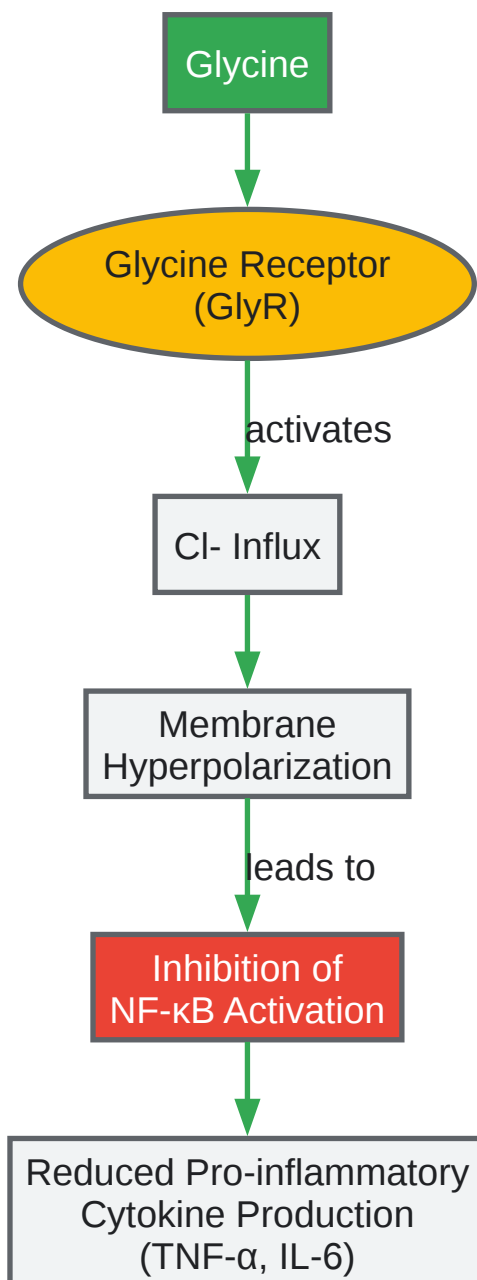 Glycine
Glycine Receptor
(GlyR)
activates
Cl- Influx
Membrane
Hyperpolarization
leads to
Inhibition of
NF-κB Activation
Reduced Pro-inflammatory
Cytokine Production
(TNF-α, IL-6)